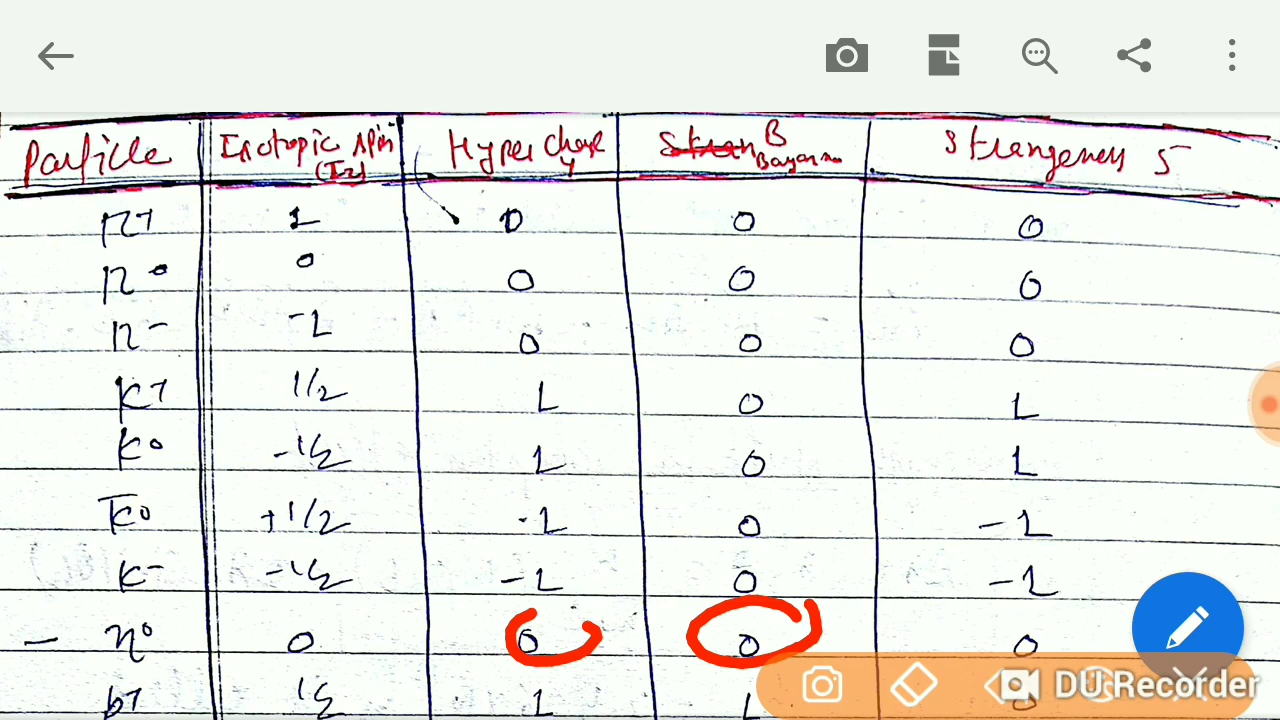 Particle Isotopic spin (I3) Hyper charge Y B Baryon no Strangeness S
π+ 1 0 0 0
π0 0 0 0 0
π- -1 0 0 0
K+ 1/2 1 0 1
K0 -1/2 1 0 1
K̅0 +1/2 -1 0 -1
K- -1/2 -1 0 -1
– η0 0 0 0 0
p+ 1/2 1 1
DU Recorder